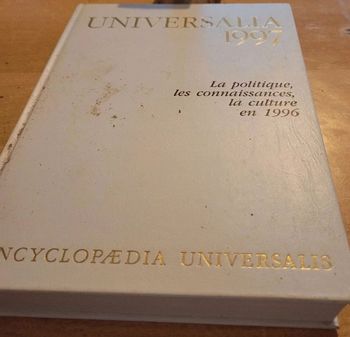 UNIVERSALIA
1997
La politique,
les connaissances,
la culture
en 1996
NCYCLOPÆDIA UNIVERSALIS